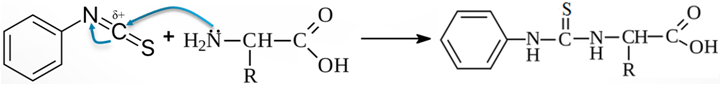 N δ+ C S + H₂N̈ CH C O OH R N H C S N H CH C O OH R